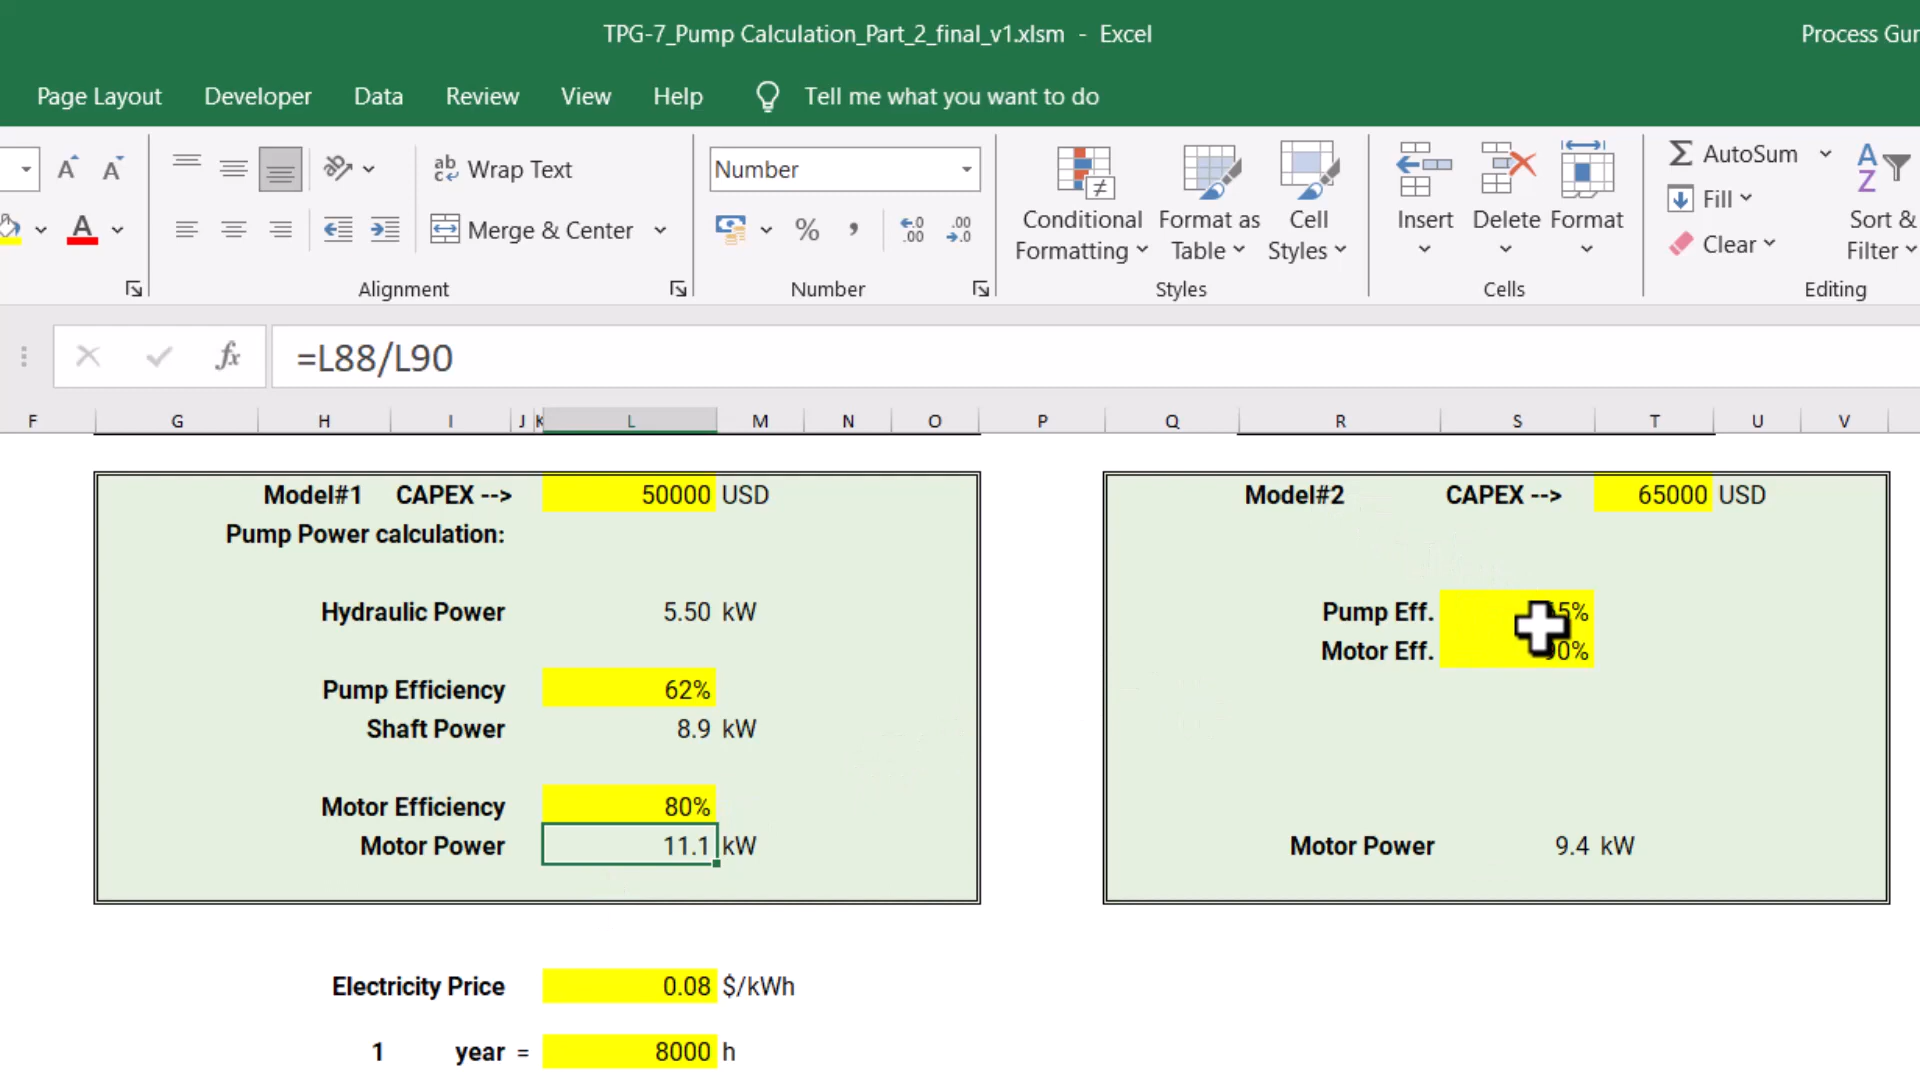 TPG-7_Pump Calculation_Part_2_final_v1.xlsm - Excel
Process Gur
Page Layout Developer Data Review View Help Tell me what you want to do
Wrap Text
Merge & Center
Number
Conditional Formatting
Format as Table
Cell Styles
Insert
Delete
Format
AutoSum
Fill
Clear
Sort & Filter
Alignment
Number
Styles
Cells
Editing
fx =L88/L90
F G H I J K L M N O P Q R S T U V
Model#1 CAPEX --> 50000 USD
Pump Power calculation:
Hydraulic Power 5.50 kW
Pump Efficiency 62%
Shaft Power 8.9 kW
Motor Efficiency 80%
Motor Power 11.1 kW
Model#2 CAPEX --> 65000 USD
Pump Eff.
Motor Eff.
Motor Power 9.4 kW
Electricity Price 0.08 $/kWh
1 year = 8000 h